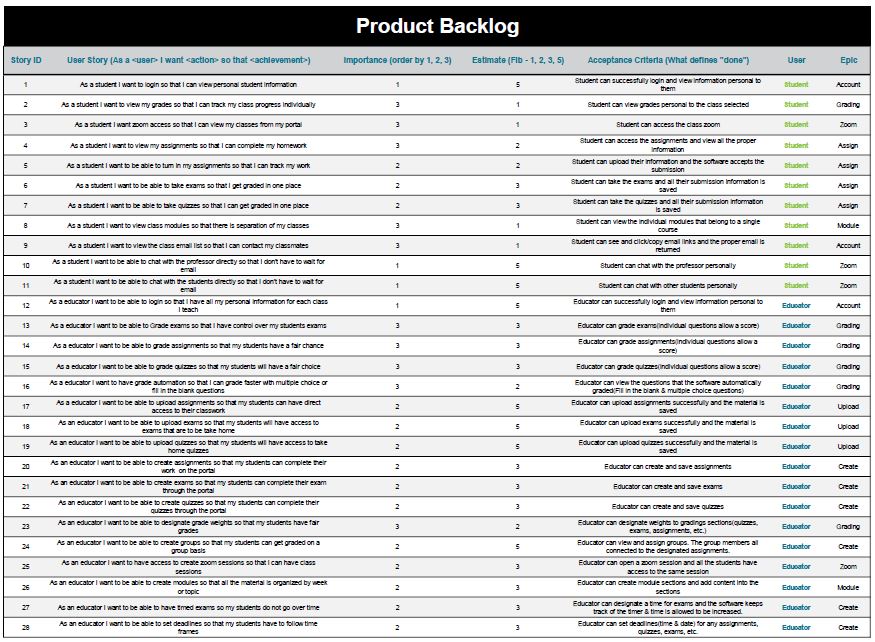 Product Backlog
Story ID User Story (As a <user> I want <action> so that <achievement>) Importance (order by 1, 2, 3) Estimate (Fib - 1, 2, 3, 5) Acceptance Criteria (What defines "done") User Epic
1 As a student I want to login so that I can view personal student information 1 5 Student can successfully login and view information personal to them Student Account
2 As a student I want to view my grades so that I can track my class progress individually 3 1 Student can view grades personal to the class selected Student Grading
3 As a student I want zoom access so that I can view my classes from my portal 3 1 Student can access the class zoom Student Zoom
4 As a student I want to view my assignments so that I can complete my homework 3 2 Student can access the assignments and view all the proper information Student Assign
5 As a student I want to be able to turn in my assignments so that I can track my work 2 2 Student can upload their information and the software accepts the submission Student Assign
6 As a student I want to be able to take exams so that I get graded in one place 2 3 Student can take the exams and all their submission information is saved Student Assign
7 As a student I want to be able to take quizzes so that I can get graded in one place 2 3 Student can take the quizzes and all their submission information is saved Student Assign
8 As a student I want to view class modules so that there is separation of my classes 3 1 Student can view the individual modules that belong to a single course Student Module
9 As a student I want to view the class email list so that I can contact my classmates 3 1 Student can see and click/copy email links and the proper email is returned Student Account
10 As a student I want to be able to chat with the professor directly so that I don't have to wait for email 1 5 Student can chat with the professor personally Student Zoom
11 As a student I want to be able to chat with the students directly so that I don't have to wait for email 1 5 Student can chat with other students personally Student Zoom
12 As a educator I want to be able to login so that I have all my personal information for each class I teach 1 5 Educator can successfully login and view information personal to them Educator Account
13 As a educator I want to be able to Grade exams so that I have control over my students exams 3 3 Educator can grade exams(individual questions allow a score) Educator Grading
14 As a educator I want to be able to grade assignments so that my students have a fair chance 3 3 Educator can grade assignments(individual questions allow a score) Educator Grading
15 As a educator I want to be able to grade quizzes so that my students will have a fair choice 3 3 Educator can grade quizzes(individual questions allow a score) Educator Grading
16 As a educator I want to have grade automation so that I can grade faster with multiple choice or fill in the blank questions 3 2 Educator can view the questions that the software automatically graded(Fill in the blank & multiple choice questions) Educator Grading
17 As a educator I want to be able to upload assignments so that my students can have direct access to their classwork 2 5 Educator can upload assignments successfully and the material is saved Educator Upload
18 As a educator I want to be able to upload exams so that my students will have access to exams that are to be take home 2 5 Educator can upload exams successfully and the material is saved Educator Upload
19 As an educator I want to be able to upload quizzes so that my students will have access to take home quizzes 2 5 Educator can upload quizzes successfully and the material is saved Educator Upload
20 As an educator I want to be able to create assignments so that my students can complete their work on the portal 2 3 Educator can create and save assignments Educator Create
21 As an educator I want to be able to create exams so that my students can complete their exam through the portal 2 3 Educator can create and save exams Educator Create
22 As an educator I want to be able to create quizzes so that my students can complete their quizzes through the portal 2 3 Educator can create and save quizzes Educator Create
23 As an educator I want to be able to designate grade weights so that my students have fair grades 3 2 Educator can designate weights to gradings sections(quizzes, exams, assignments, etc.) Educator Grading
24 As an educator I want to be able to create groups so that my students can get graded on a group basis 2 5 Educator can view and assign groups. The group members all connected to the designated assignments. Educator Create
25 As an educator I want to have access to create zoom sessions so that I can have class sessions 2 3 Educator can open a zoom session and all the students have access to the same session Educator Zoom
26 As an educator I want to be able to create modules so that all the material is organized by week or topic 2 3 Educator can create module sections and add content into the sections Educator Module
27 As an educator I want to be able to have timed exams so my students do not go over time 2 3 Educator can designate a time for exams and the software keeps track of the timer & time is allowed to be increased. Educator Create
28 As an educator I want to be able to set deadlines so that my students have to follow time frames 2 3 Educator can set deadlines(time & date) for any assignments, quizzes, exams, etc. Educator Create